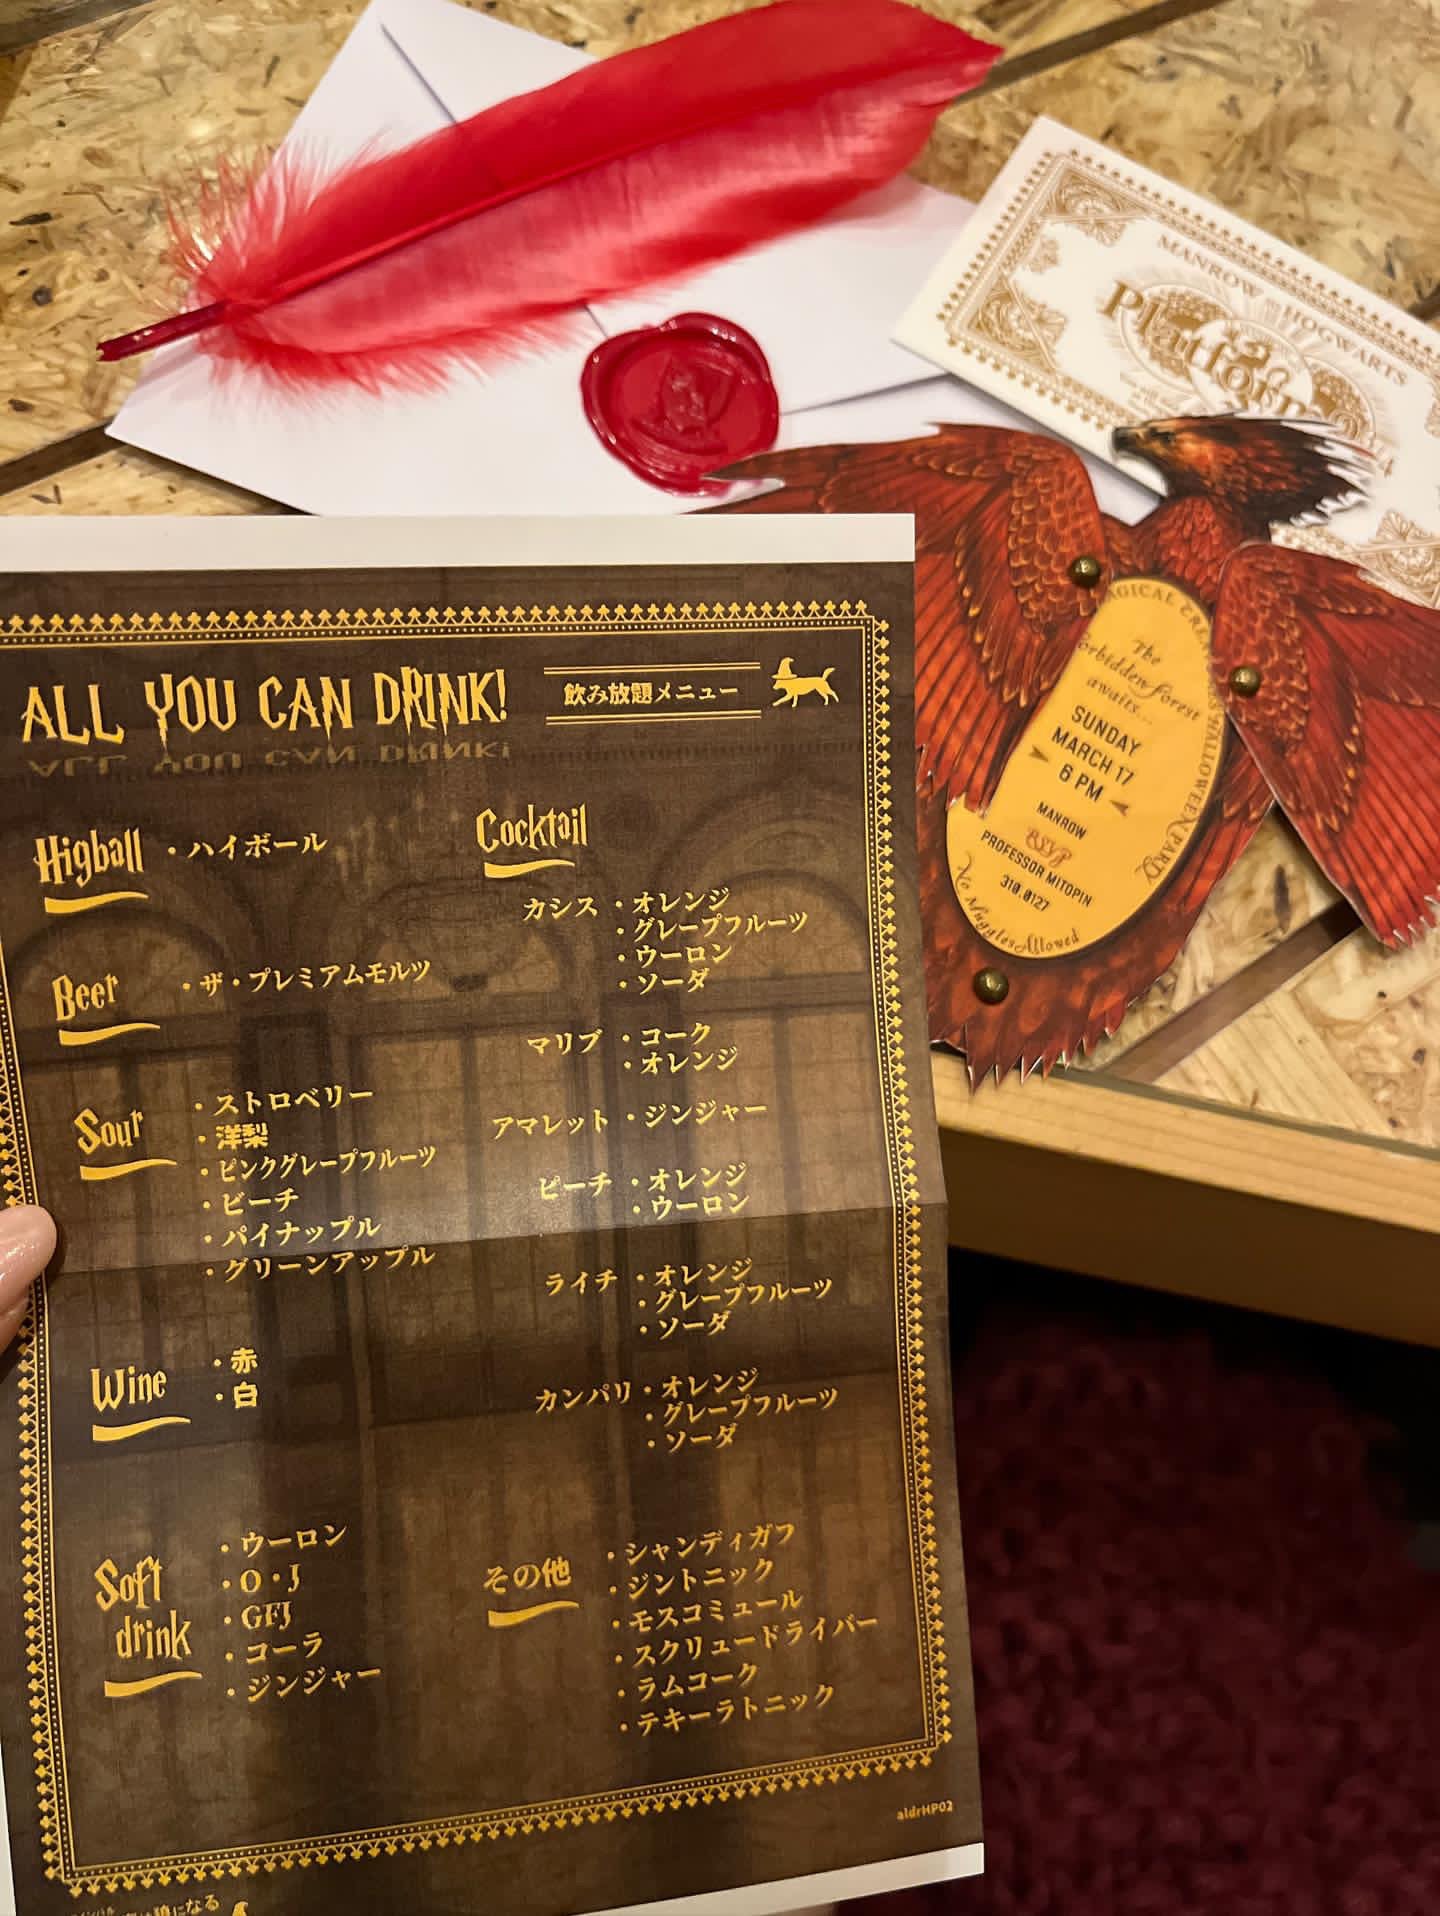 MANROW HOGWARTS
Platform
ALL YOU CAN DRINK!
飲み放題メニュー
Higball
・ハイボール
Beer
・ザ・プレミアムモルツ
Sour
・ストロベリー
・洋梨
・ピンクグレープフルーツ
・ピーチ
・パイナップル
・グリーンアップル
Wine
・赤
・白
Soft
drink
・ウーロン
・O・J
・GFJ
・コーラ
・ジンジャー
Cocktail
カシス・オレンジ
・グレープフルーツ
・ウーロン
・ソーダ
マリブ・コーク
・オレンジ
アマレット・ジンジャー
ピーチ・オレンジ
・ウーロン
ライチ・オレンジ
・グレープフルーツ
・ソーダ
カンパリ・オレンジ
・グレープフルーツ
・ソーダ
その他
・シャンディガフ
・ジントニック
・モスコミュール
・スクリュードライバー
・ラムコーク
・テキーラトニック
aldrHP02
になる
The
Forbidden Forest
awaits...
SUNDAY
MARCH 17
6 PM
MANROW
RSVP
PROFESSOR MITOPIN
310.0127
No Muggles Allowed
HALLOWEEN PARTY